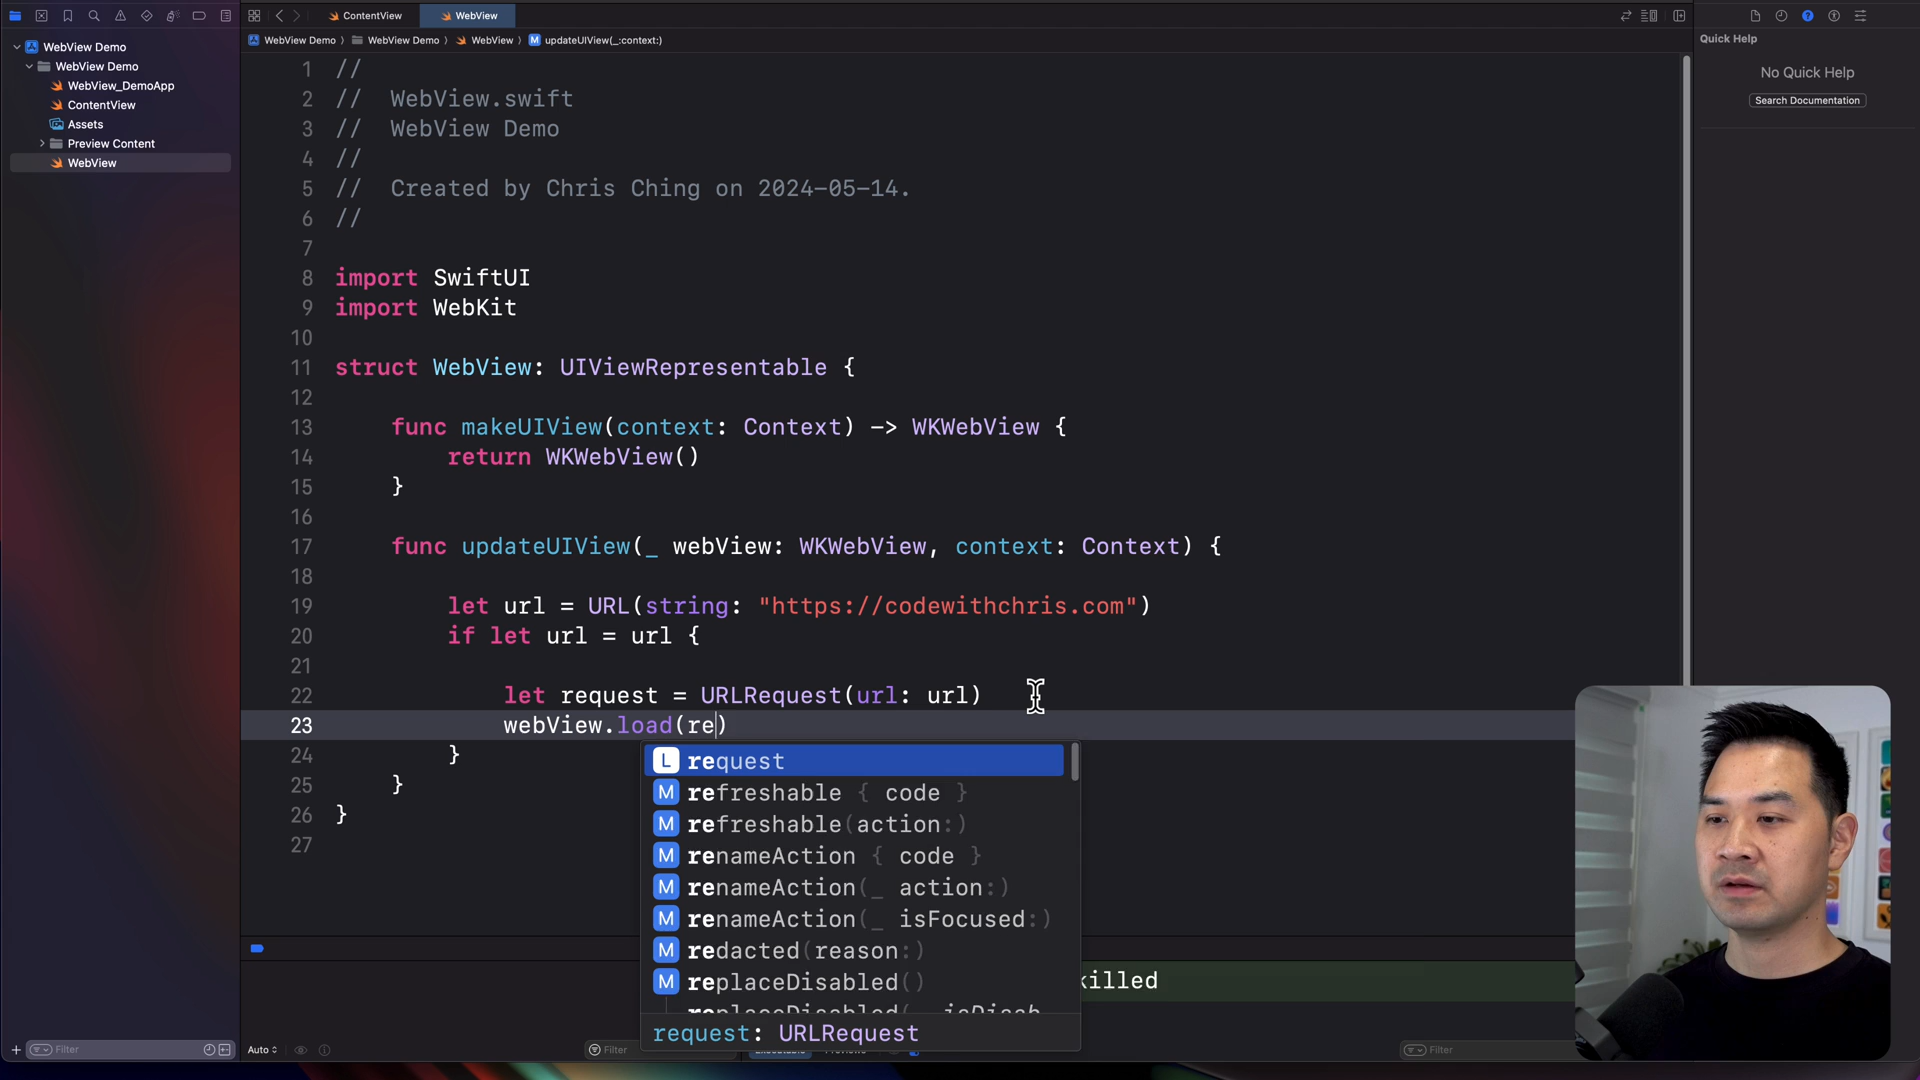 ContentView
WebView
Quick Help
WebView Demo
WebView Demo
WebView
updateUIView(_:context:)
WebView Demo
WebView Demo
WebView_DemoApp
ContentView
Assets
Preview Content
WebView
No Quick Help
Search Documentation
1 //
2 // WebView.swift
3 // WebView Demo
4 //
5 // Created by Chris Ching on 2024-05-14.
6 //
7
8 import SwiftUI
9 import WebKit
10
11 struct WebView: UIViewRepresentable {
12
13 func makeUIView(context: Context) -> WKWebView {
14 return WKWebView()
15 }
16
17 func updateUIView(_ webView: WKWebView, context: Context) {
18
19 let url = URL(string: "https://codewithchris.com")
20 if let url = url {
21
22 let request = URLRequest(url: url)
23 webView.load(re)
24 }
25 }
26 }
27
L request
M refreshable { code }
M refreshable(action:)
M renameAction { code }
M renameAction(_ action:)
M renameAction(_ isFocused:)
M redacted(reason:)
M replaceDisabled()
request: URLRequest
killed
Filter
Auto
Filter
Filter